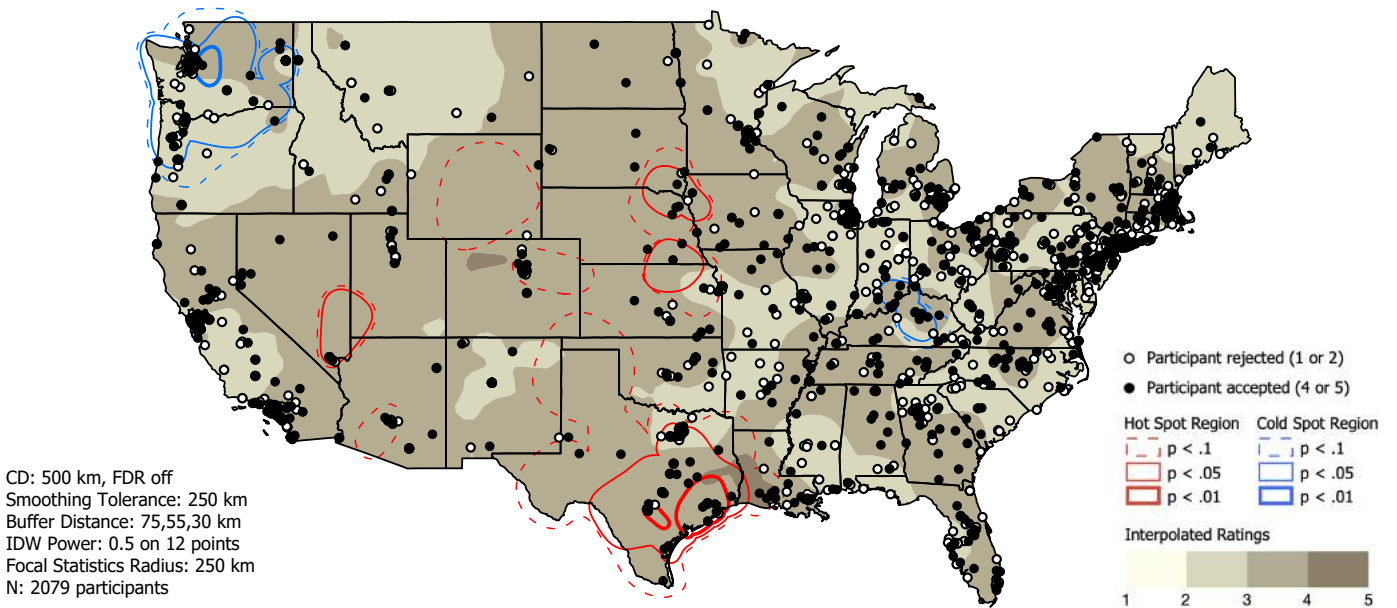 CD: 500 km, FDR off
Smoothing Tolerance: 250 km
Buffer Distance: 75,55,30 km
IDW Power: 0.5 on 12 points
Focal Statistics Radius: 250 km
N: 2079 participants
Participant rejected (1 or 2)
Participant accepted (4 or 5)
Hot Spot Region Cold Spot Region
p < .1 p < .1
p < .05 p < .05
p < .01 p < .01
Interpolated Ratings
1 2 3 4 5